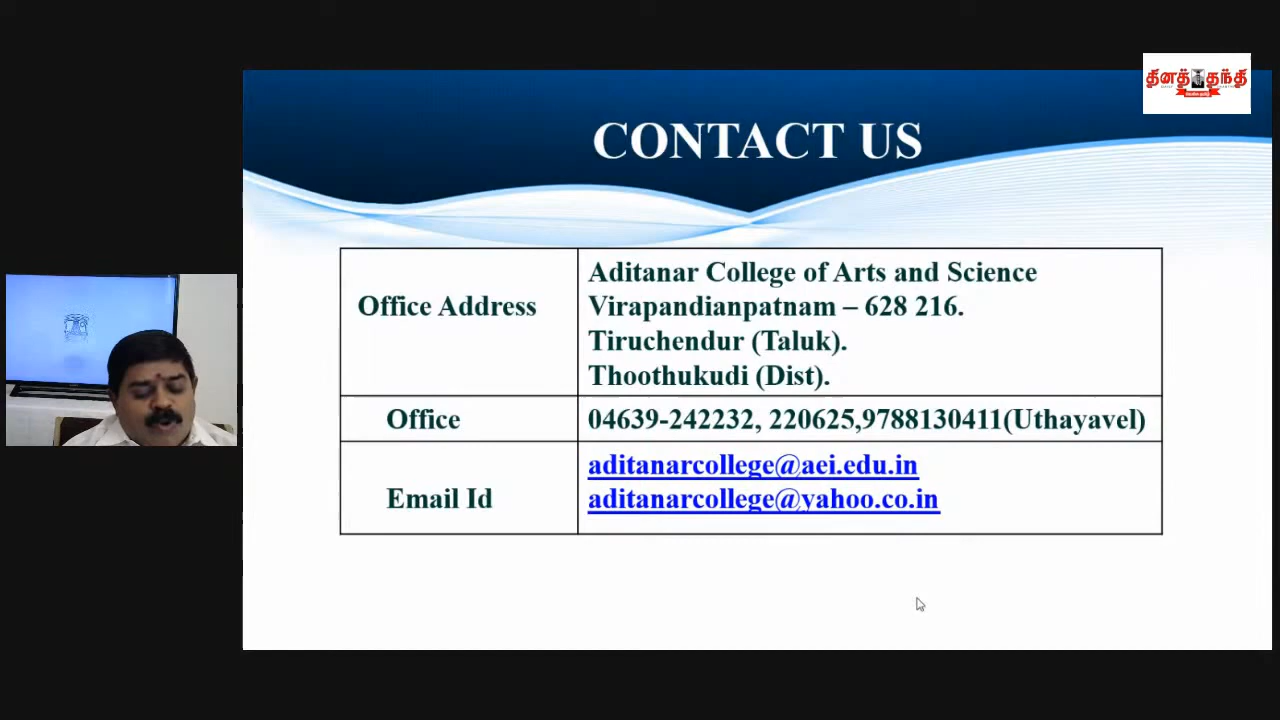 தினத்தந்தி
CONTACT US
Office Address
Aditanar College of Arts and Science
Virapandianpatnam – 628 216.
Tiruchendur (Taluk).
Thoothukudi (Dist).
Office
04639-242232, 220625,9788130411(Uthayavel)
Email Id
aditanarcollege@aei.edu.in
aditanarcollege@yahoo.co.in